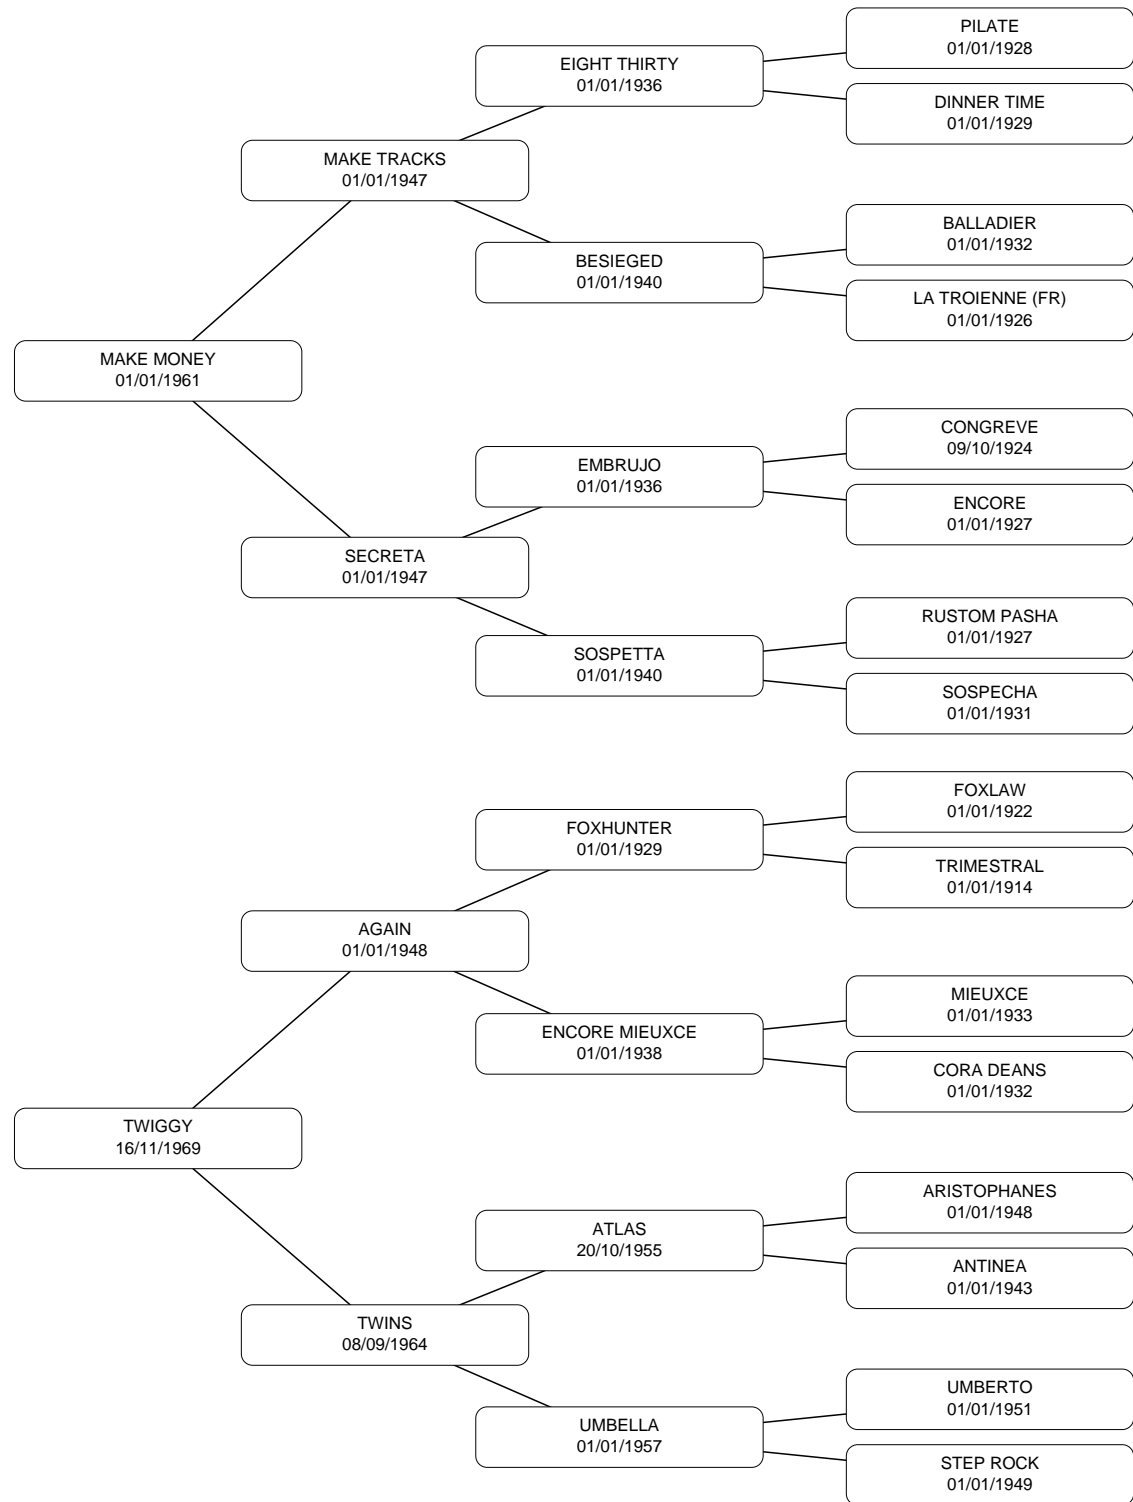 PILATE
01/01/1928
EIGHT THIRTY
01/01/1936
DINNER TIME
01/01/1929
MAKE TRACKS
01/01/1947
BALLADIER
01/01/1932
BESIEGED
01/01/1940
LA TROIENNE (FR)
01/01/1926
MAKE MONEY
01/01/1961
CONGREVE
09/10/1924
EMBRUJO
01/01/1936
ENCORE
01/01/1927
SECRETA
01/01/1947
RUSTOM PASHA
01/01/1927
SOSPETTA
01/01/1940
SOSPECHA
01/01/1931
FOXLAW
01/01/1922
FOXHUNTER
01/01/1929
TRIMESTRAL
01/01/1914
AGAIN
01/01/1948
MIEUXCE
01/01/1933
ENCORE MIEUXCE
01/01/1938
CORA DEANS
01/01/1932
TWIGGY
16/11/1969
ARISTOPHANES
01/01/1948
ATLAS
20/10/1955
ANTINEA
01/01/1943
TWINS
08/09/1964
UMBERTO
01/01/1951
UMBELLA
01/01/1957
STEP ROCK
01/01/1949